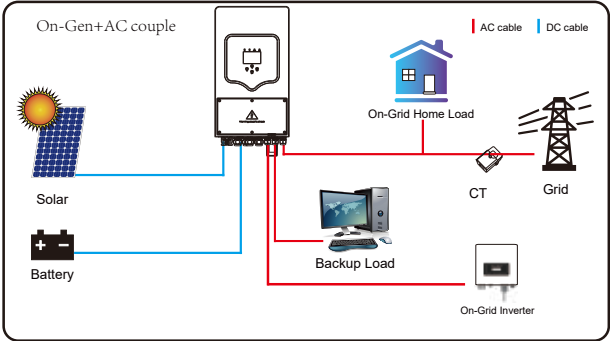 On-Gen+AC couple
AC cable
DC cable
On-Grid Home Load
CT
Grid
Solar
Battery
Backup Load
On-Grid Inverter